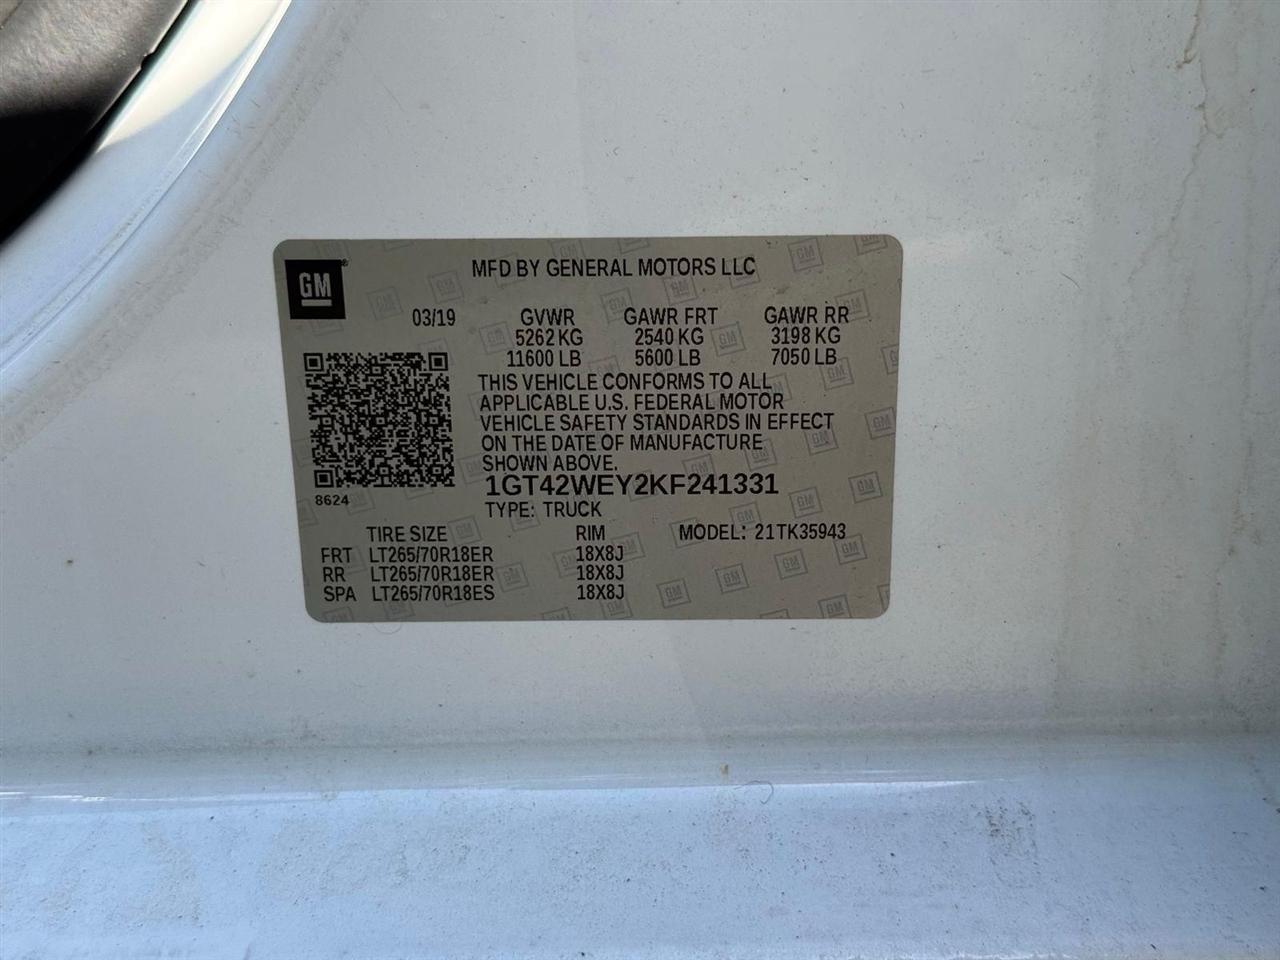 GM
MFD BY GENERAL MOTORS LLC
03/19 GVWR GAWR FRT GAWR RR
5262 KG 2540 KG 3198 KG
11600 LB 5600 LB 7050 LB
THIS VEHICLE CONFORMS TO ALL
APPLICABLE U.S. FEDERAL MOTOR
VEHICLE SAFETY STANDARDS IN EFFECT
ON THE DATE OF MANUFACTURE
SHOWN ABOVE.
1GT42WEY2KF241331
8624
TYPE: TRUCK
TIRE SIZE RIM MODEL: 21TK35943
FRT LT265/70R18ER 18X8J
RR LT265/70R18ER 18X8J
SPA LT265/70R18ES 18X8J